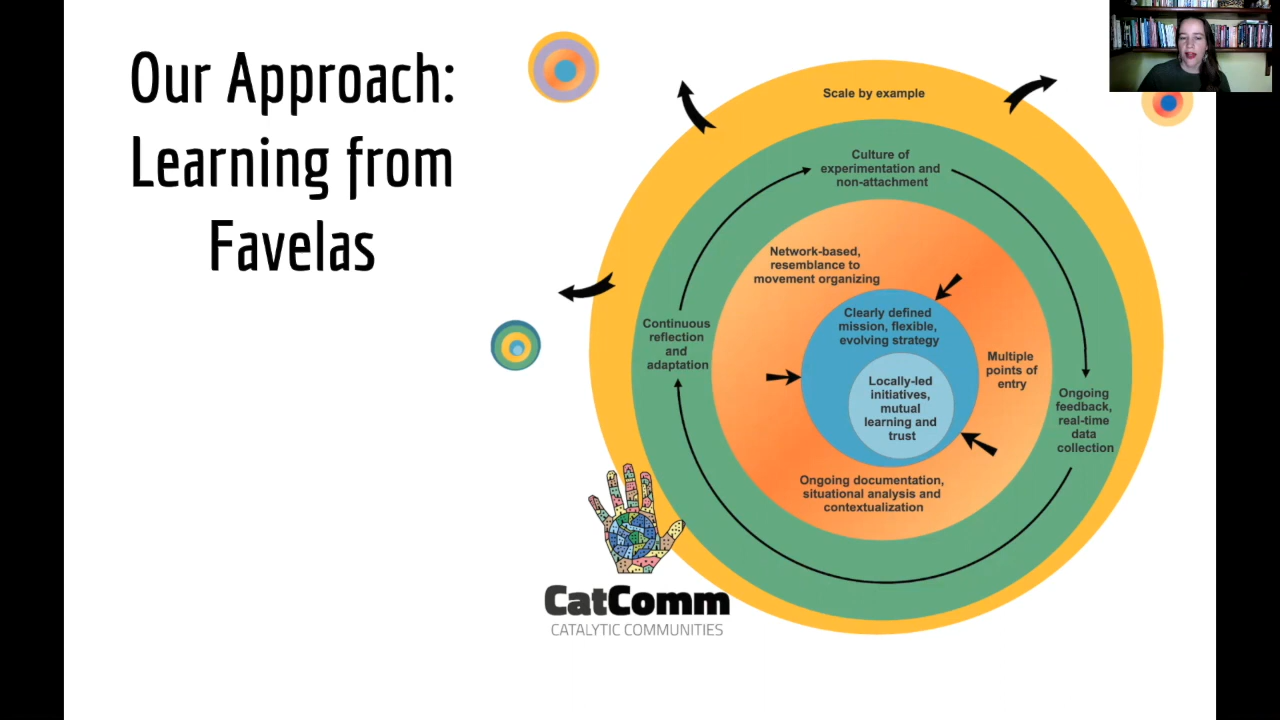 Our Approach:
Learning from
Favelas
Scale by example
Culture of
experimentation and
non-attachment
Network-based,
resemblance to
movement organizing
Clearly defined
mission, flexible,
evolving strategy
Continuous
reflection
and
adaptation
Multiple
points of
entry
Locally-led
initiatives,
mutual
learning and
trust
Ongoing
feedback,
real-time
data
collection
Ongoing documentation,
situational analysis and
contextualization
CatComm
CATALYTIC COMMUNITIES